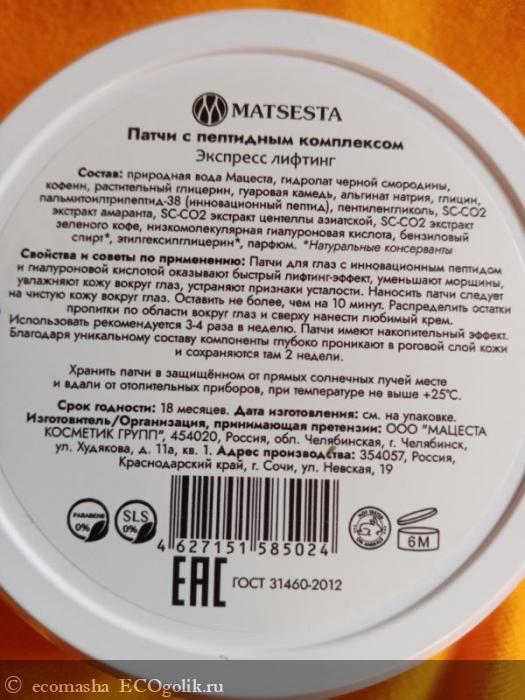 MATSESTA
Патчи с пептидным комплексом
Экспресс лифтинг
Состав: природная вода Мацеста, гидролат черной смородины,
кофеин, растительный глицерин, гуаровая камедь, альгинат натрия, глицин,
пальмитоилтрипептид-38 (инновационный пептид), пентиленгликоль, SC-CO2
экстракт амаранта, SC-CO2 экстракт центеллы азиатской, SC-CO2 экстракт
зеленого кофе, низкомолекулярная гиалуроновая кислота, бензиловый
спирт*, этилгексилглицерин*, парфюм. *Натуральные консерванты
Свойства и советы по применению: Патчи для глаз с инновационным пептидом
и гиалуроновой кислотой оказывают быстрый лифтинг-эффект, уменьшают морщины,
увлажняют кожу вокруг глаз, устраняют признаки усталости. Наносить патчи следует
на чистую кожу вокруг глаз. Оставить не более, чем на 10 минут. Распределить остатки
пропитки по области вокруг глаз и сверху нанести любимый крем.
Использовать рекомендуется 3-4 раза в неделю. Патчи имеют накопительный эффект.
Благодаря уникальному составу компоненты глубоко проникают в роговой слой кожи
и сохраняются там 2 недели.
Хранить патчи в защищённом от прямых солнечных лучей месте
и вдали от отопительных приборов, при температуре не выше +25°С.
Срок годности: 18 месяцев. Дата изготовления: см. на упаковке.
Изготовитель/Организация, принимающая претензии: ООО "МАЦЕСТА
КОСМЕТИК ГРУПП", 454020, Россия, обл. Челябинская, г. Челябинск,
ул. Худякова, д. 11а, кв. 1. Адрес производства: 354057, Россия,
Краснодарский край, г. Сочи, ул. Невская, 19
PARABENS
0%
SLS
0%
4 627151 585024
6M
EAC
ГОСТ 31460-2012
© ecomasha ECOgolik.ru